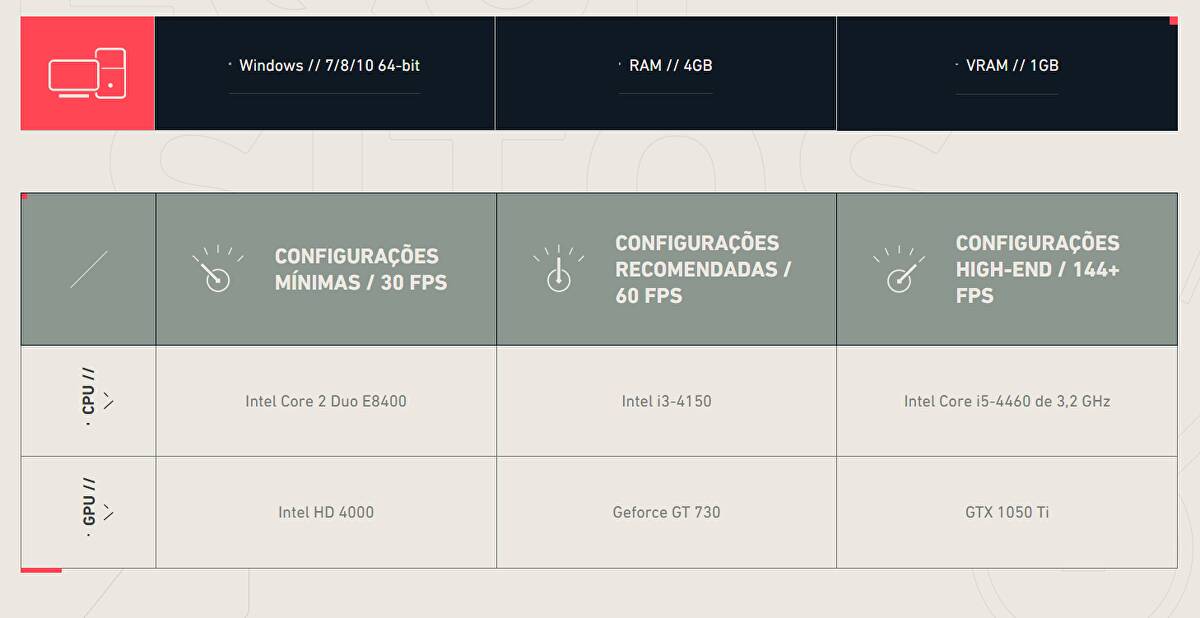 · Windows // 7/8/10 64-bit
· RAM // 4GB
· VRAM // 1GB
CONFIGURAÇÕES
MÍNIMAS / 30 FPS
CONFIGURAÇÕES
RECOMENDADAS /
60 FPS
CONFIGURAÇÕES
HIGH-END / 144+
FPS
· CPU //
Intel Core 2 Duo E8400
Intel i3-4150
Intel Core i5-4460 de 3,2 GHz
· GPU //
Intel HD 4000
Geforce GT 730
GTX 1050 Ti